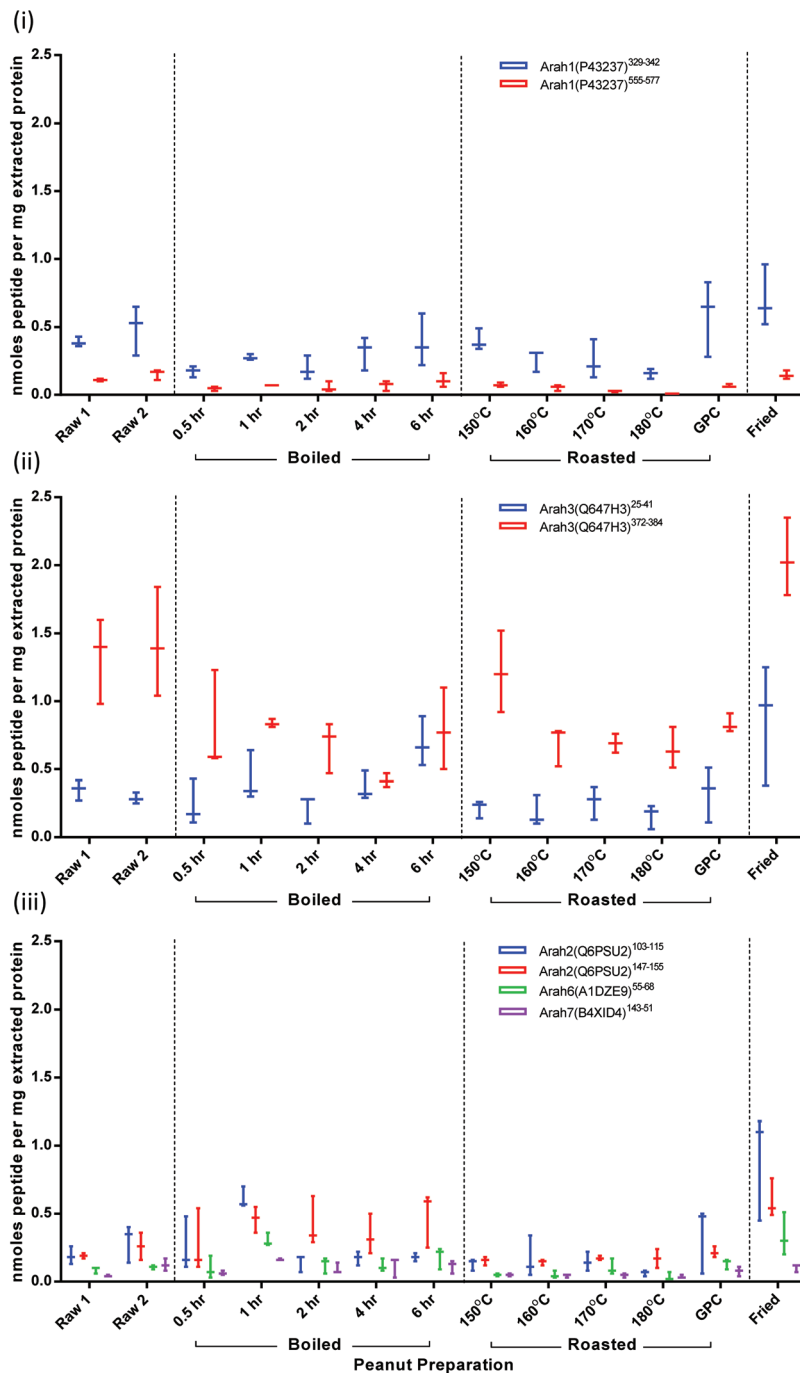 (i)
nmoles peptide per mg extracted protein
2.5
2.0
1.5
1.0
0.5
0.0
Arah1(P43237)329-342
Arah1(P43237)555-577
Raw 1
Raw 2
0.5 hr
1 hr
2 hr
4 hr
6 hr
150°C
160°C
170°C
180°C
GPC
Fried
Boiled
Roasted
(ii)
nmoles peptide per mg extracted protein
2.5
2.0
1.5
1.0
0.5
0.0
Arah3(Q647H3)25-41
Arah3(Q647H3)372-384
Raw 1
Raw 2
0.5 hr
1 hr
2 hr
4 hr
6 hr
150°C
160°C
170°C
180°C
GPC
Fried
Boiled
Roasted
(iii)
nmoles peptide per mg extracted protein
2.5
2.0
1.5
1.0
0.5
0.0
Arah2(Q6PSU2)103-115
Arah2(Q6PSU2)147-155
Arah6(A1DZE9)55-68
Arah7(B4XID4)143-51
Raw 1
Raw 2
0.5 hr
1 hr
2 hr
4 hr
6 hr
150°C
160°C
170°C
180°C
GPC
Fried
Boiled
Roasted
Peanut Preparation